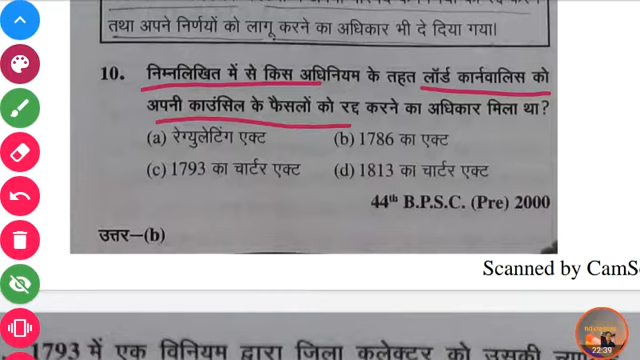 तथा अपने निर्णयों को लागू करने का अधिकार भी दे दिया गया।
10. निम्नलिखित में से किस अधिनियम के तहत लॉर्ड कार्नवालिस को
अपनी काउंसिल के फैसलों को रद्द करने का अधिकार मिला था?
(a) रेग्युलेटिंग एक्ट (b) 1786 का एक्ट
(c) 1793 का चार्टर एक्ट (d) 1813 का चार्टर एक्ट
44th B.P.S.C. (Pre) 2000
उत्तर–(b)
Scanned by CamS
1793 में एक विनियम द्वारा जिला कलेक्टर को उसकी
22:39